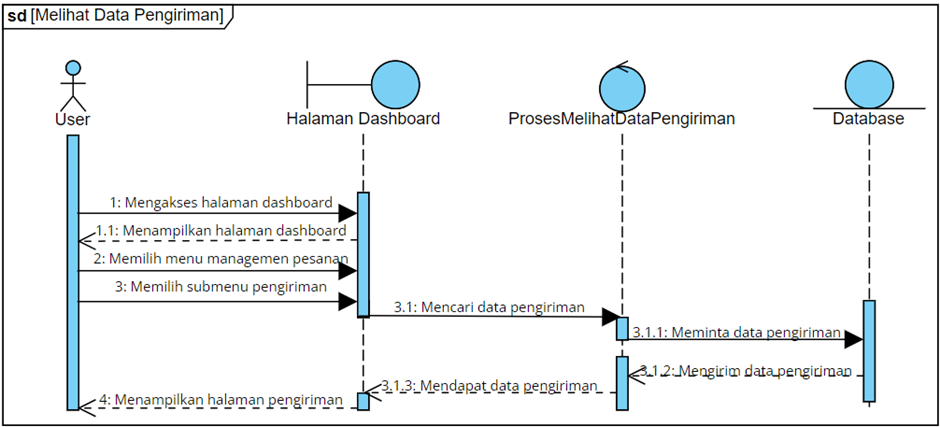 sd [Melihat Data Pengiriman]
User
Halaman Dashboard
ProsesMelihatDataPengiriman
Database
1: Mengakses halaman dashboard
1.1: Menampilkan halaman dashboard
2: Memilih menu managemen pesanan
3: Memilih submenu pengiriman
3.1: Mencari data pengiriman
3.1.1: Meminta data pengiriman
3.1.2: Mengirim data pengiriman
3.1.3: Mendapat data pengiriman
4: Menampilkan halaman pengiriman